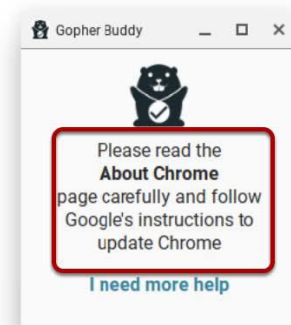 Gopher Buddy
Please read the
About Chrome
page carefully and follow
Google's instructions to
update Chrome
I need more help